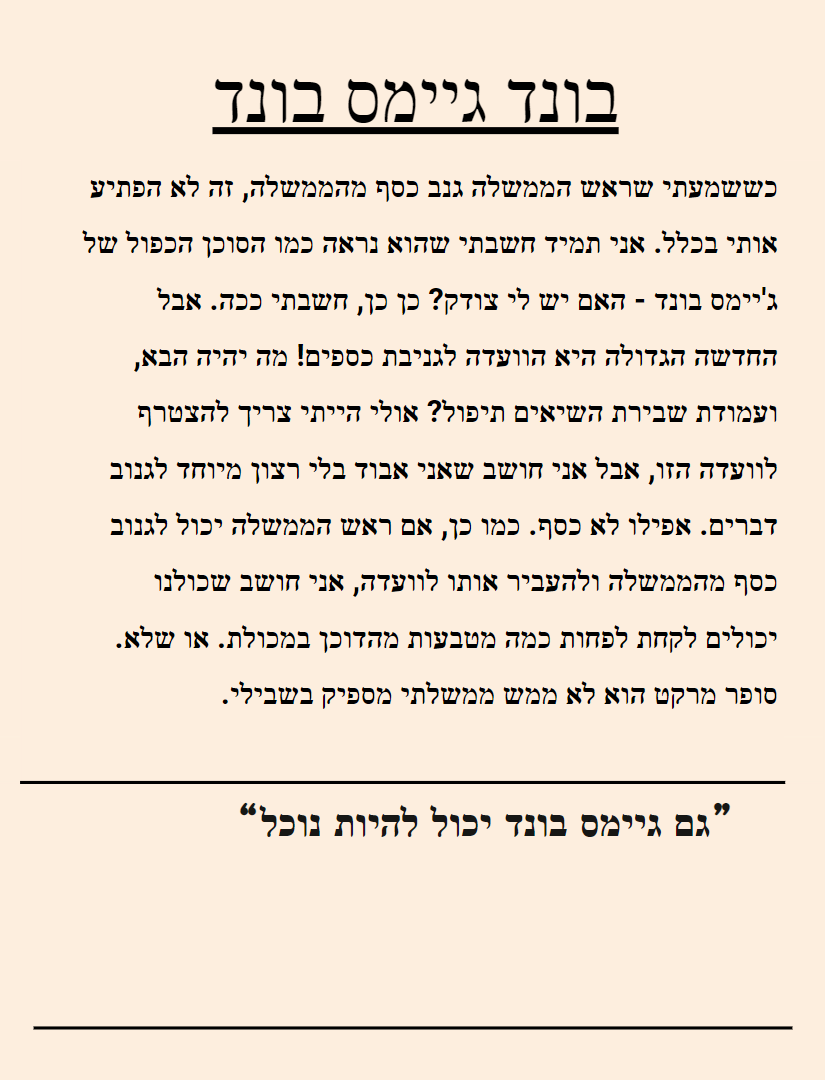 בונד גיימס בונד
כששמעתי שראש הממשלה גנב כסף מהממשלה, זה לא הפתיע
אותי בכלל. אני תמיד חשבתי שהוא נראה כמו הסוכן הכפול של
ג'יימס בונד - האם יש לי צודק? כן כן, חשבתי ככה. אבל
החדשה הגדולה היא הוועדה לגניבת כספים! מה יהיה הבא,
ועמודת שבירת השיאים תיפול? אולי הייתי צריך להצטרף
לוועדה הזו, אבל אני חושב שאני אבוד בלי רצון מיוחד לגנוב
דברים. אפילו לא כסף. כמו כן, אם ראש הממשלה יכול לגנוב
כסף מהממשלה ולהעביר אותו לוועדה, אני חושב שכולנו
יכולים לקחת לפחות כמה מטבעות מהדוכן במכולת. או שלא.
סופר מרקט הוא לא ממש ממשלתי מספיק בשבילי.
”גם גיימס בונד יכול להיות נוכל“